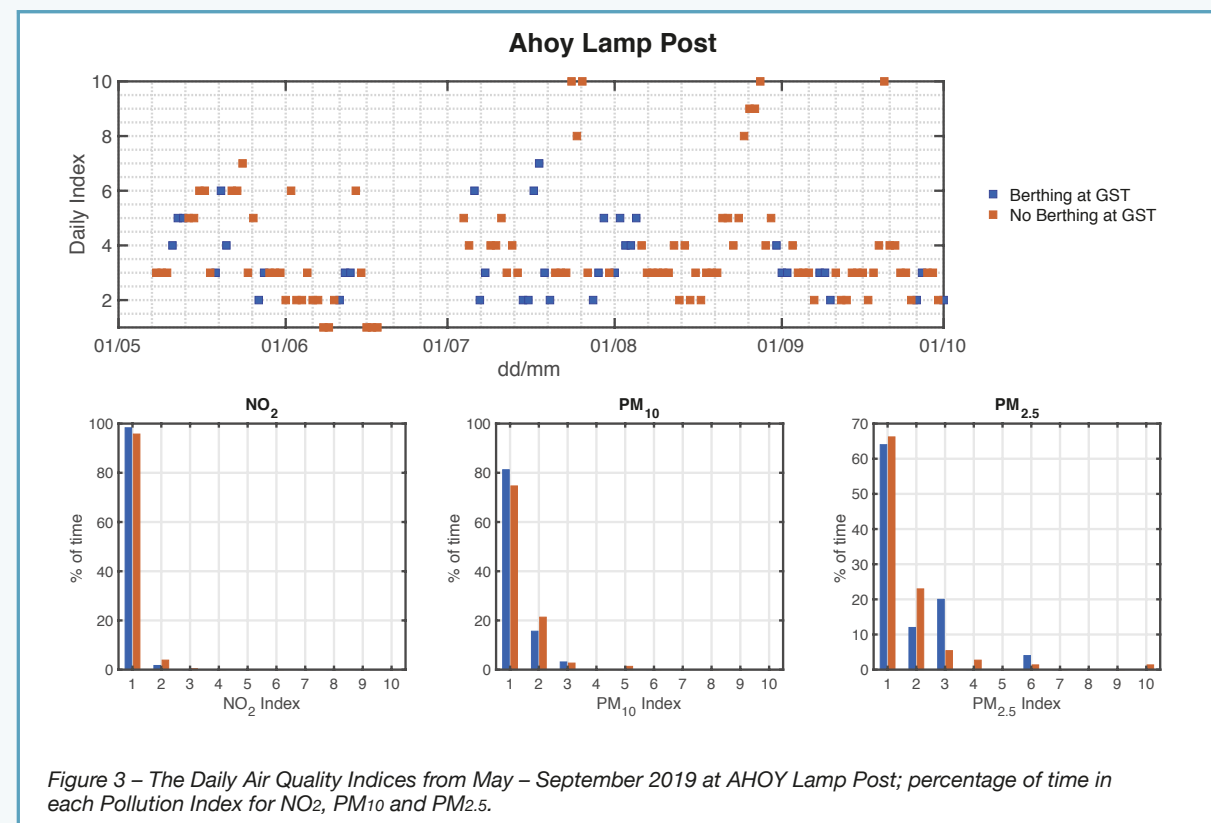 Ahoy Lamp Post
10
8
6
4
2
Daily Index
01/05 01/06 01/07 01/08 01/09 01/10
dd/mm
Berthing at GST
No Berthing at GST
NO2
100
80
60
40
20
0
% of time
1 2 3 4 5 6 7 8 9 10
NO2 Index
PM10
100
80
60
40
20
0
% of time
1 2 3 4 5 6 7 8 9 10
PM10 Index
PM2.5
70
60
50
40
30
20
10
0
% of time
1 2 3 4 5 6 7 8 9 10
PM2.5 Index
Figure 3 – The Daily Air Quality Indices from May – September 2019 at AHOY Lamp Post; percentage of time in
each Pollution Index for NO2, PM10 and PM2.5.